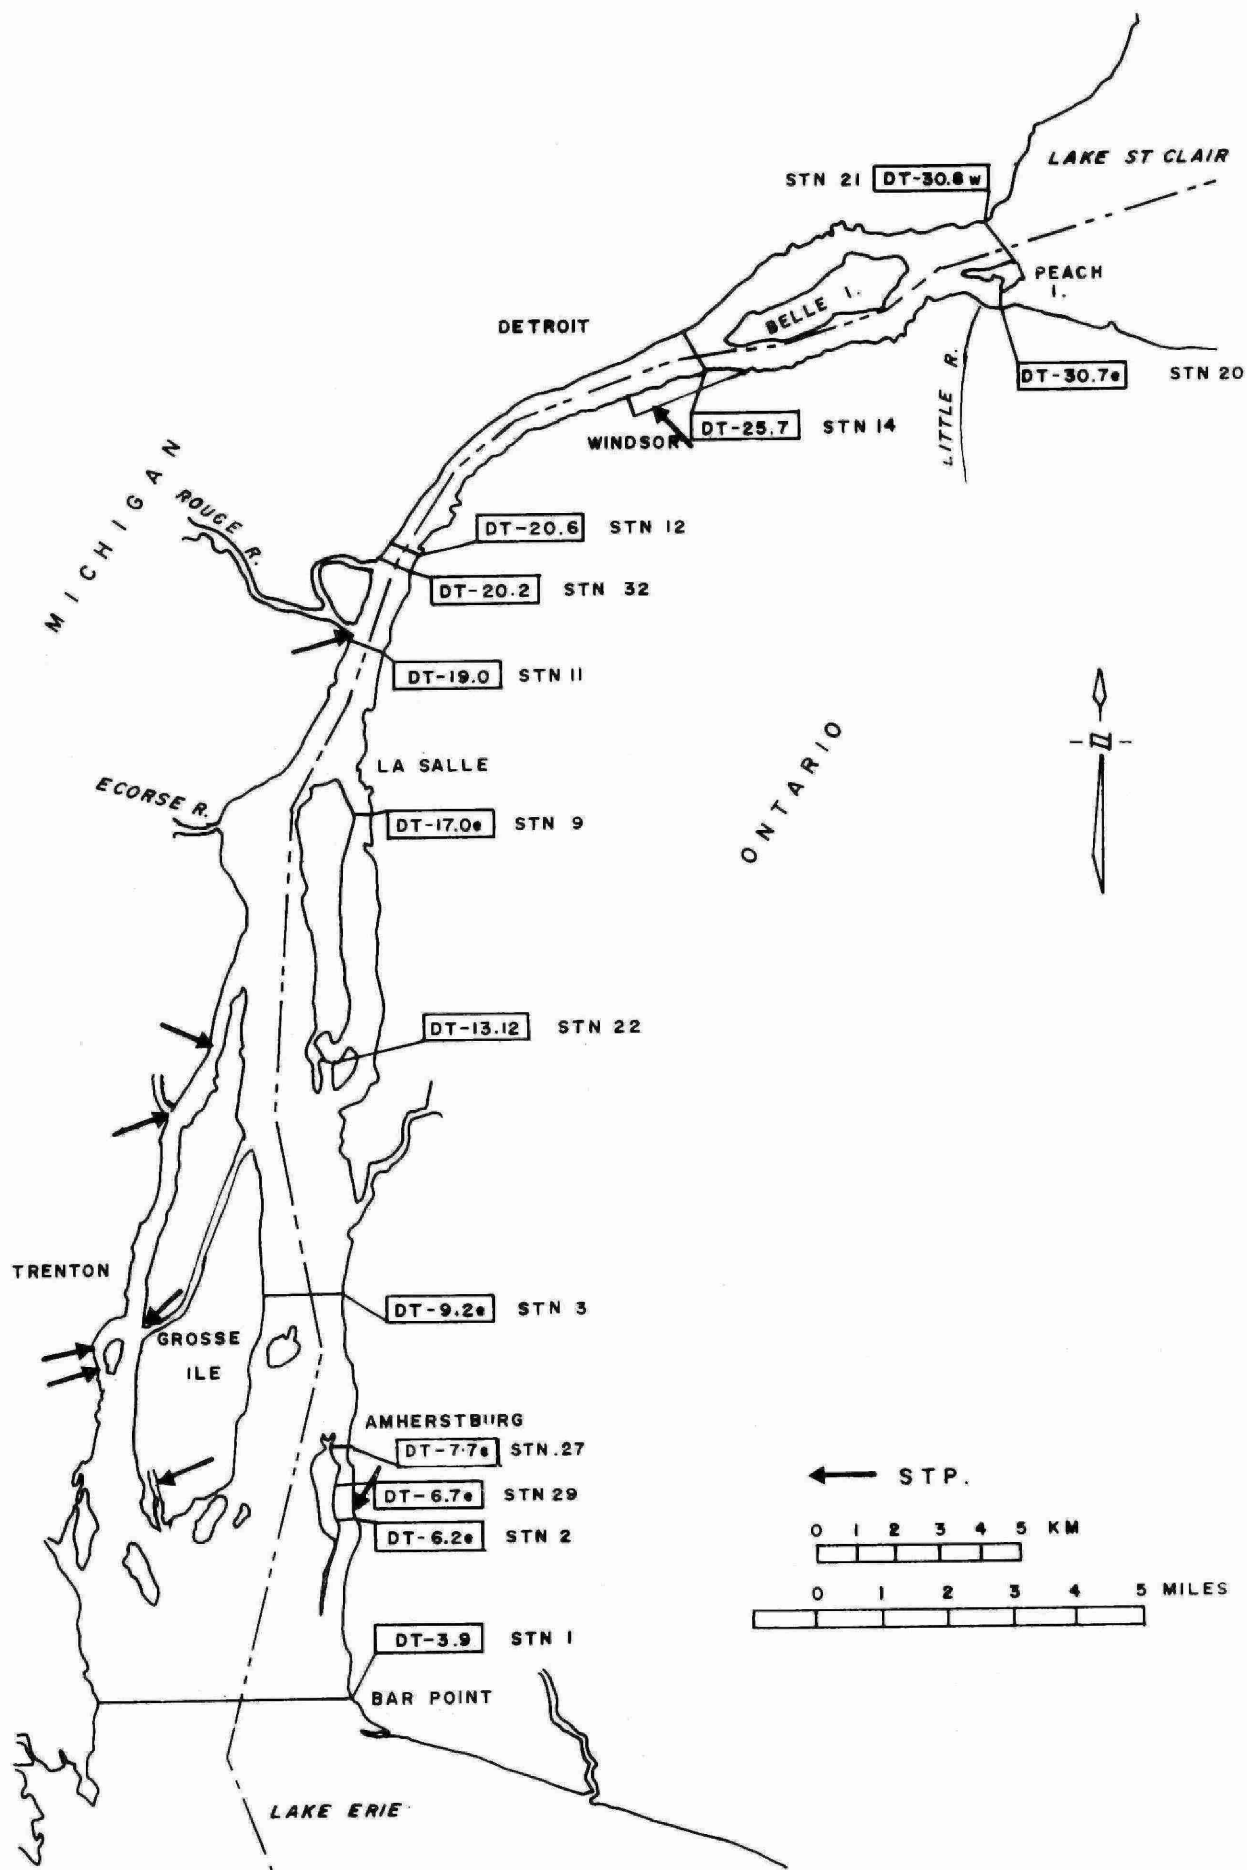 LAKE ST CLAIR
STN 21 DT-30.8w
PEACH
I.
BELLE I.
DETROIT
DT-30.7e STN 20
LITTLE R.
WINDSOR
DT-25.7 STN 14
MICHIGAN
ROUGE R.
DT-20.6 STN 12
DT-20.2 STN 32
DT-19.0 STN 11
N
ONTARIO
LA SALLE
ECORSE R.
DT-17.0e STN 9
DT-13.12 STN 22
TRENTON
DT-9.2e STN 3
GROSSE
ILE
AMHERSTBURG
DT-7.7e STN.27
DT-6.7e STN 29
DT-6.2e STN 2
STP.
0 1 2 3 4 5 KM
0 1 2 3 4 5 MILES
DT-3.9 STN 1
BAR POINT
LAKE ERIE